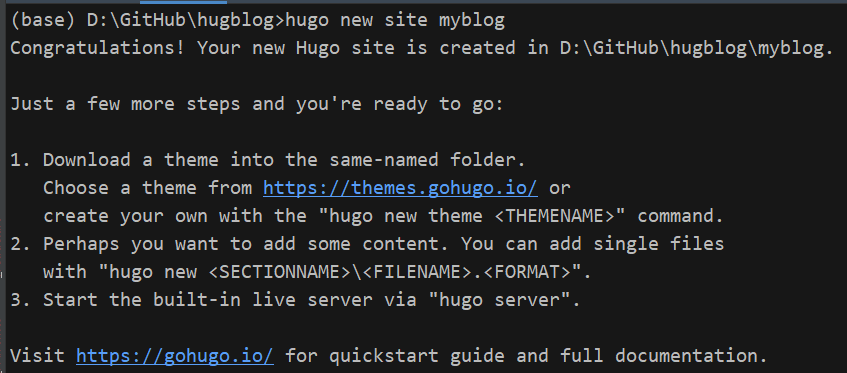 (base) D:\GitHub\hugblog>hugo new site myblog
Congratulations! Your new Hugo site is created in D:\GitHub\hugblog\myblog.
Just a few more steps and you're ready to go:
1. Download a theme into the same-named folder.
Choose a theme from https://themes.gohugo.io/ or
create your own with the "hugo new theme <THEMENAME>" command.
2. Perhaps you want to add some content. You can add single files
with "hugo new <SECTIONNAME>\<FILENAME>.<FORMAT>".
3. Start the built-in live server via "hugo server".
Visit https://gohugo.io/ for quickstart guide and full documentation.